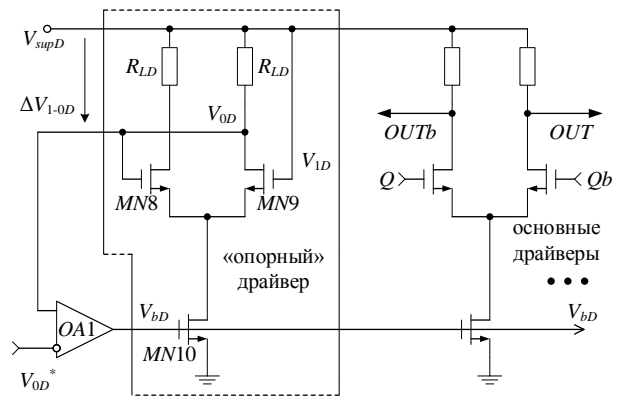 V_supD
R_LD
R_LD
ΔV_1-0D
V_0D
OUTb
OUT
V_1D
Q
Qb
MN8
MN9
основные
драйверы
• • •
«опорный»
драйвер
V_bD
V_bD
OA1
MN10
V_0D*